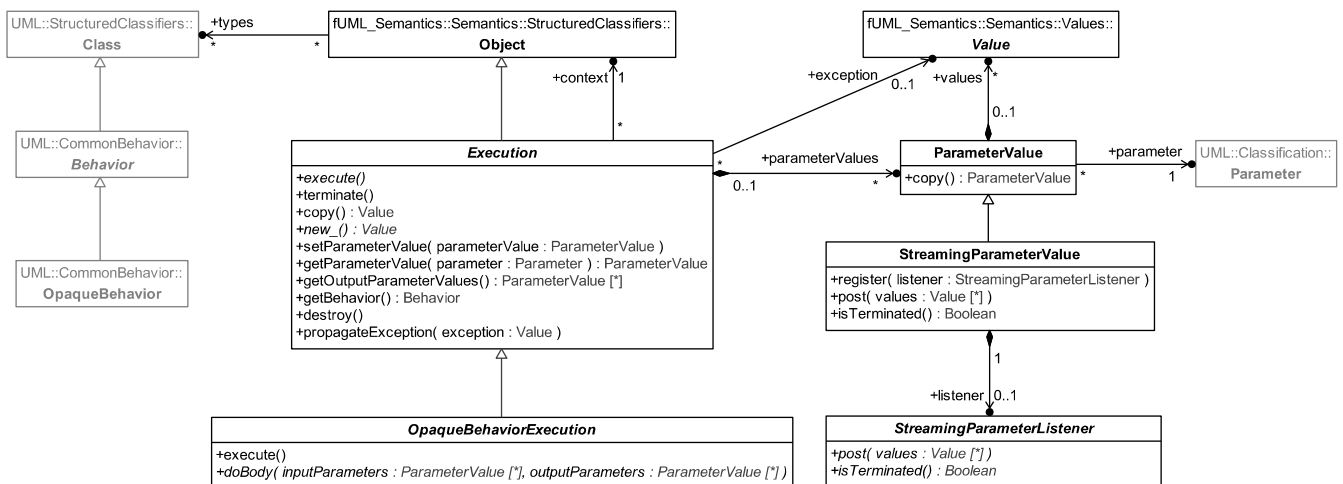 UML::StructuredClassifiers::
Class
+types
*
*
fUML_Semantics::Semantics::StructuredClassifiers::
Object
fUML_Semantics::Semantics::Values::
Value
+context
1
*
+exception
0..1
*
+values
*
0..1
UML::CommonBehavior::
Behavior
UML::CommonBehavior::
OpaqueBehavior
Execution
+execute()
+terminate()
+copy() : Value
+new_() : Value
+setParameterValue( parameterValue : ParameterValue )
+getParameterValue( parameter : Parameter ) : ParameterValue
+getOutputParameterValues() : ParameterValue [*]
+getBehavior() : Behavior
+destroy()
+propagateException( exception : Value )
+parameterValues
0..1
*
ParameterValue
+copy() : ParameterValue
+parameter
*
1
UML::Classification::
Parameter
StreamingParameterValue
+register( listener : StreamingParameterListener )
+post( values : Value [*] )
+isTerminated() : Boolean
1
+listener
0..1
OpaqueBehaviorExecution
+execute()
+doBody( inputParameters : ParameterValue [*], outputParameters : ParameterValue [*] )
StreamingParameterListener
+post( values : Value [*] )
+isTerminated() : Boolean